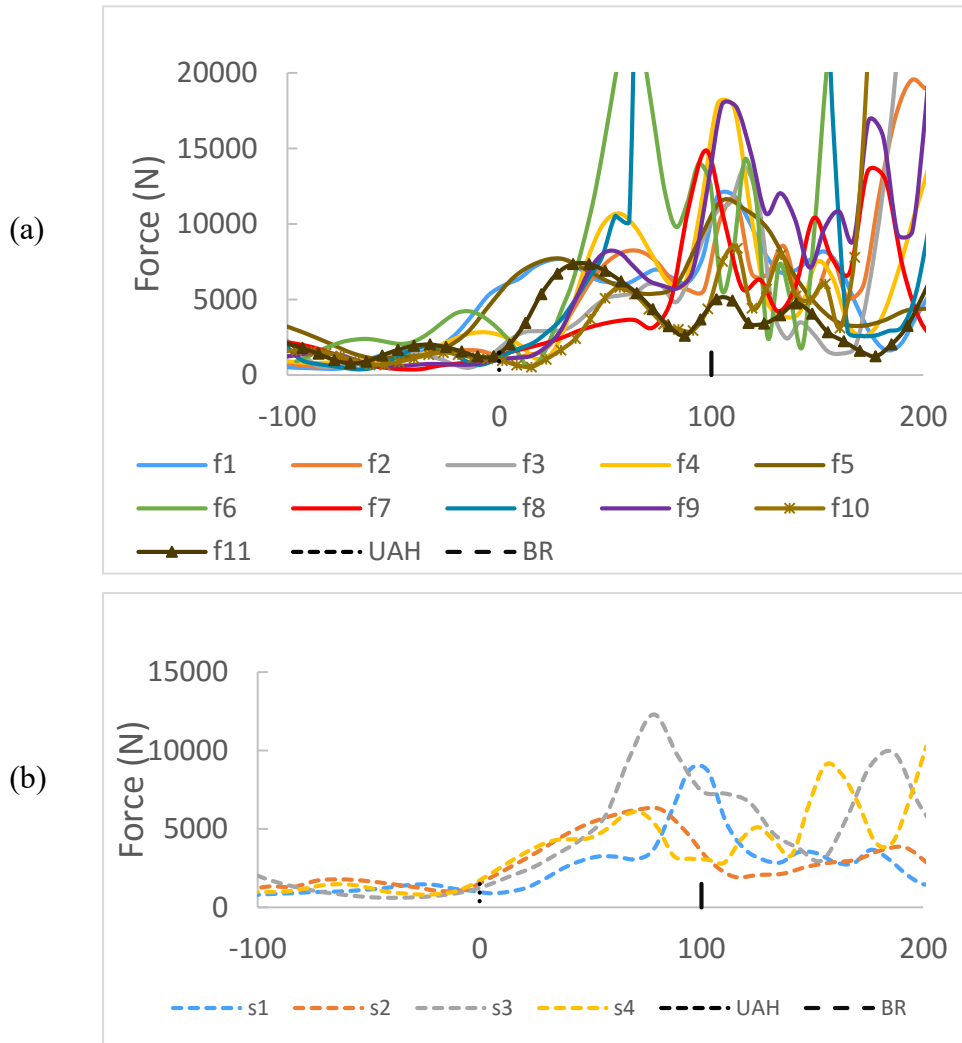 (a)
Force (N)
20000
15000
10000
5000
0
-100 0 100 200
f1 f2 f3 f4 f5
f6 f7 f8 f9 f10
f11 UAH BR
(b)
Force (N)
15000
10000
5000
0
-100 0 100 200
s1 s2 s3 s4 UAH BR